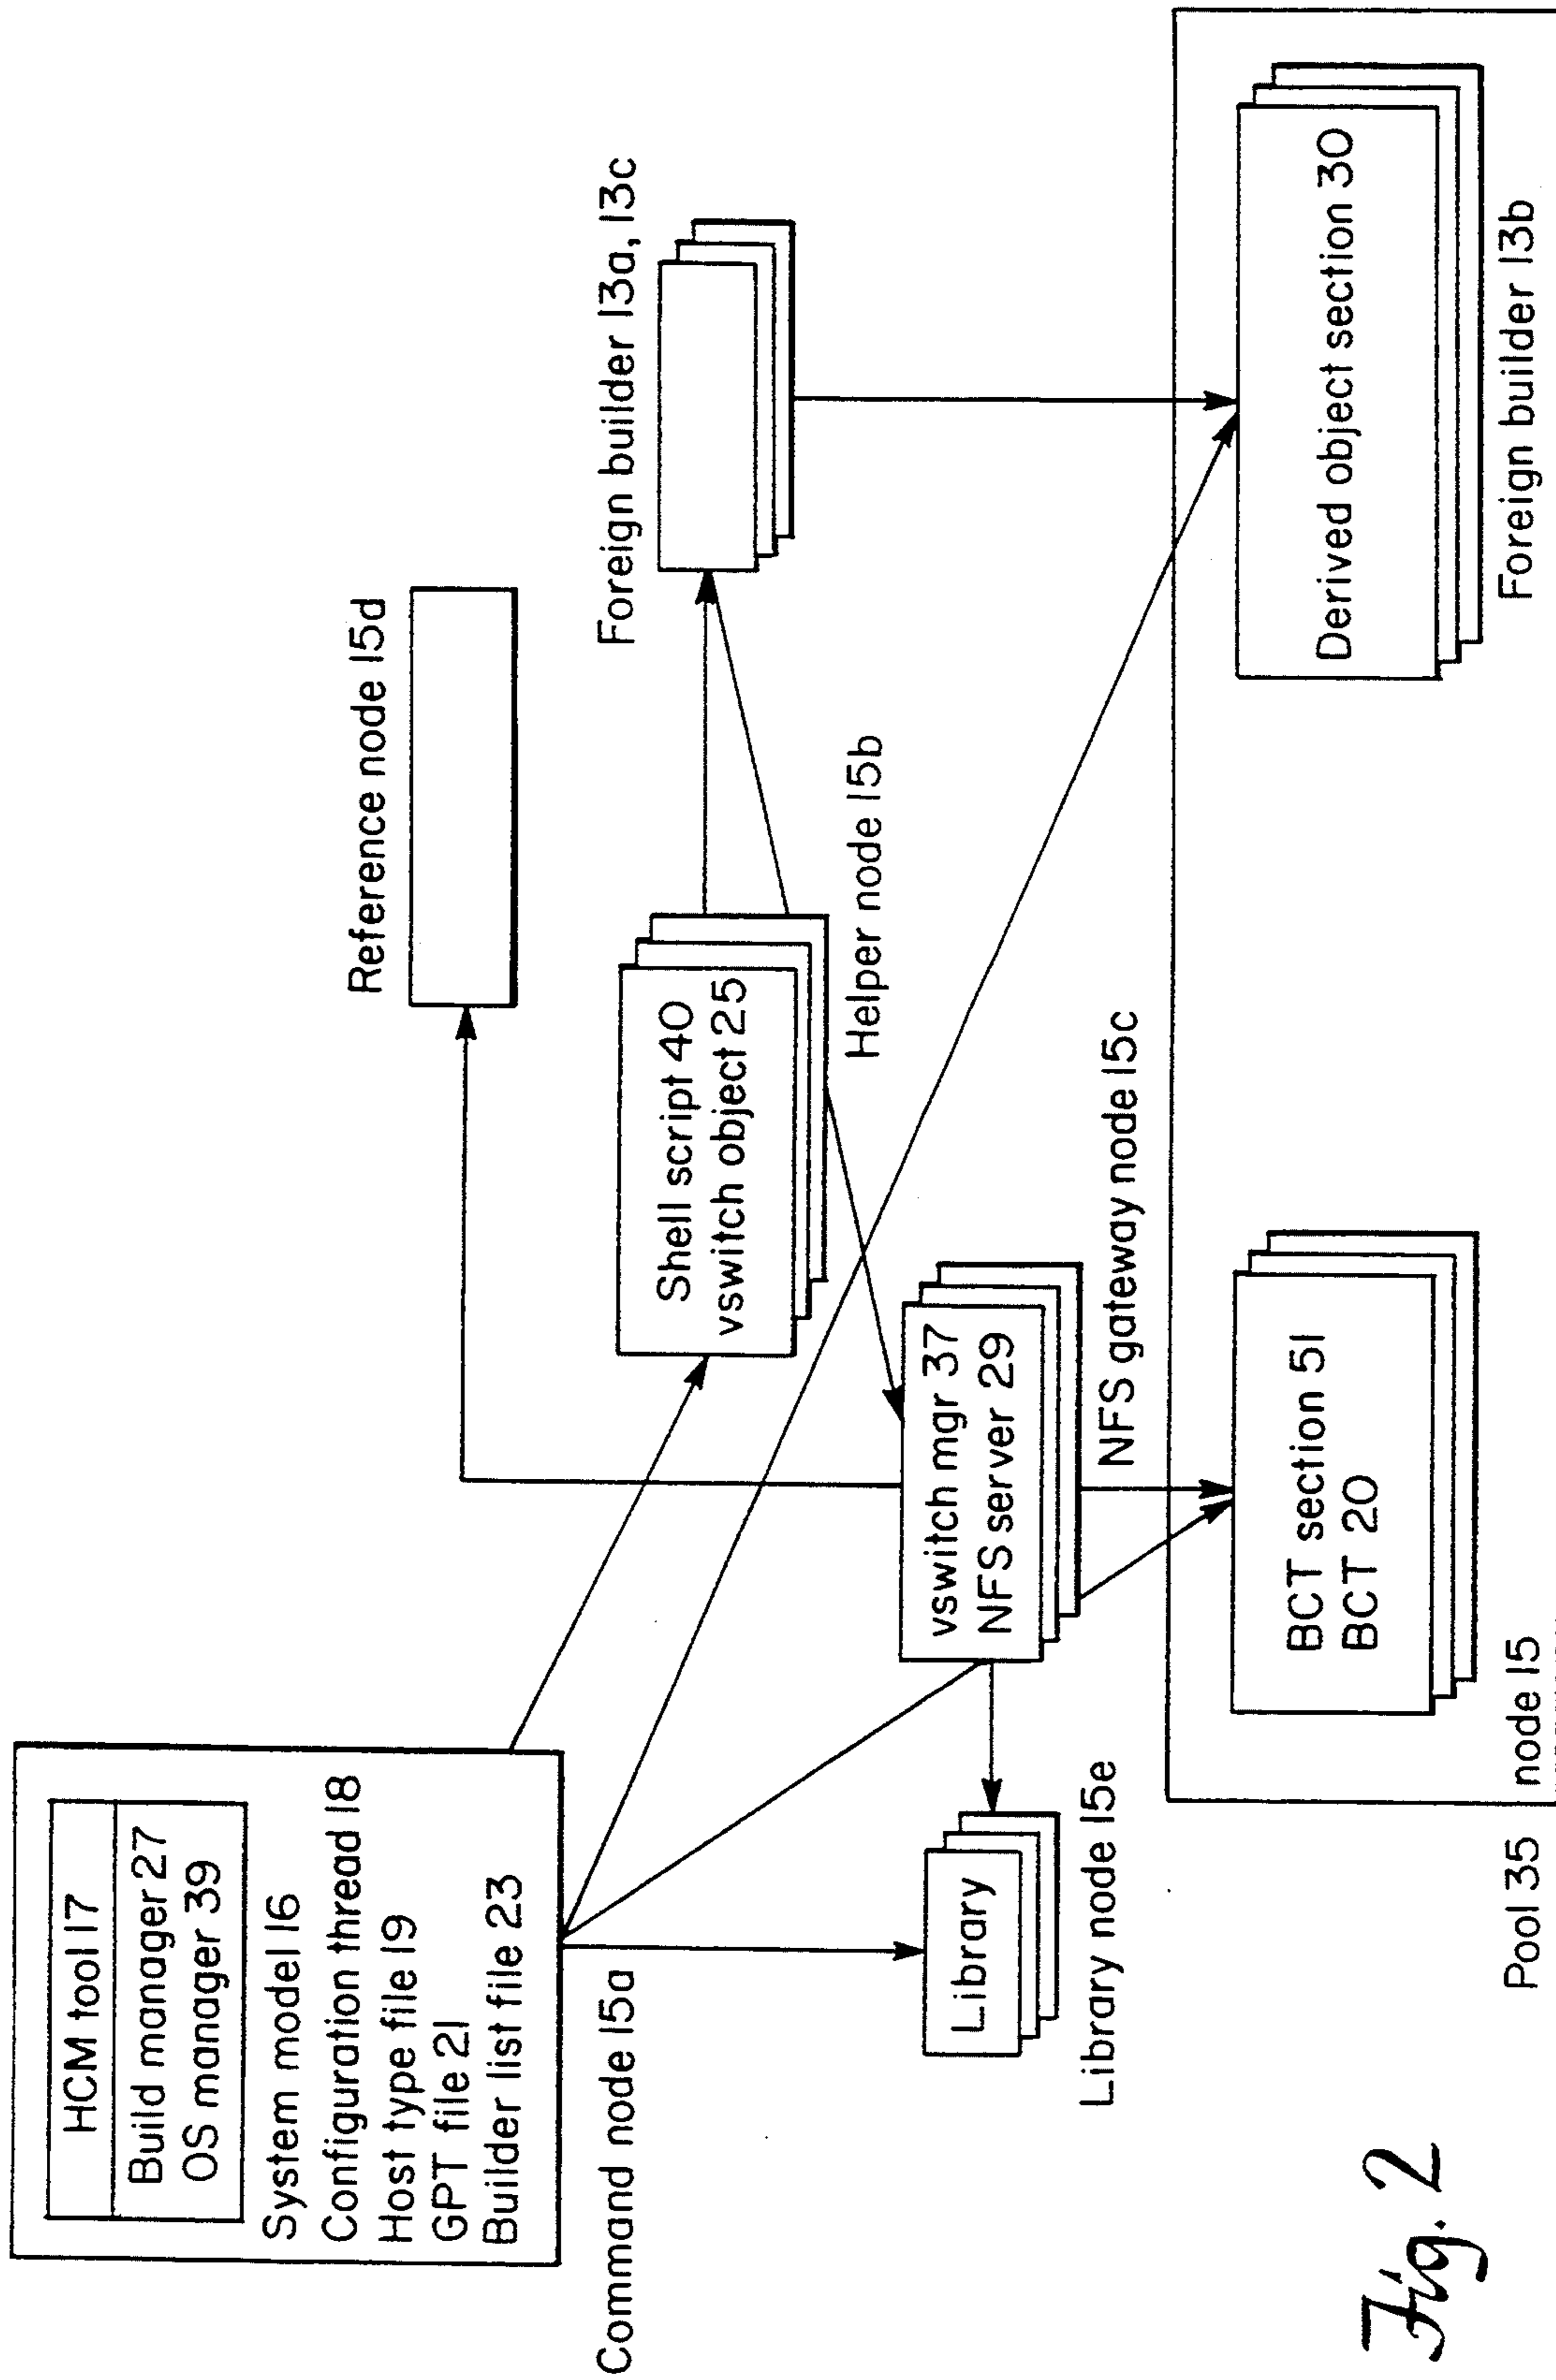 HCM tool 17
Build manager 27
OS manager 39
System model 16
Configuration thread 18
Host type file 19
GPT file 21
Builder list file 23
Command node 15a
Reference node 15d
Foreign builder 13a, 13c
Shell script 40
vswitch object 25
Helper node 15b
vswitch mgr 37
NFS server 29
NFS gateway node 15c
Library
Library node 15e
BCT section 51
BCT 20
Derived object section 30
Pool 35
node 15
Foreign builder 13b
Fig. 2